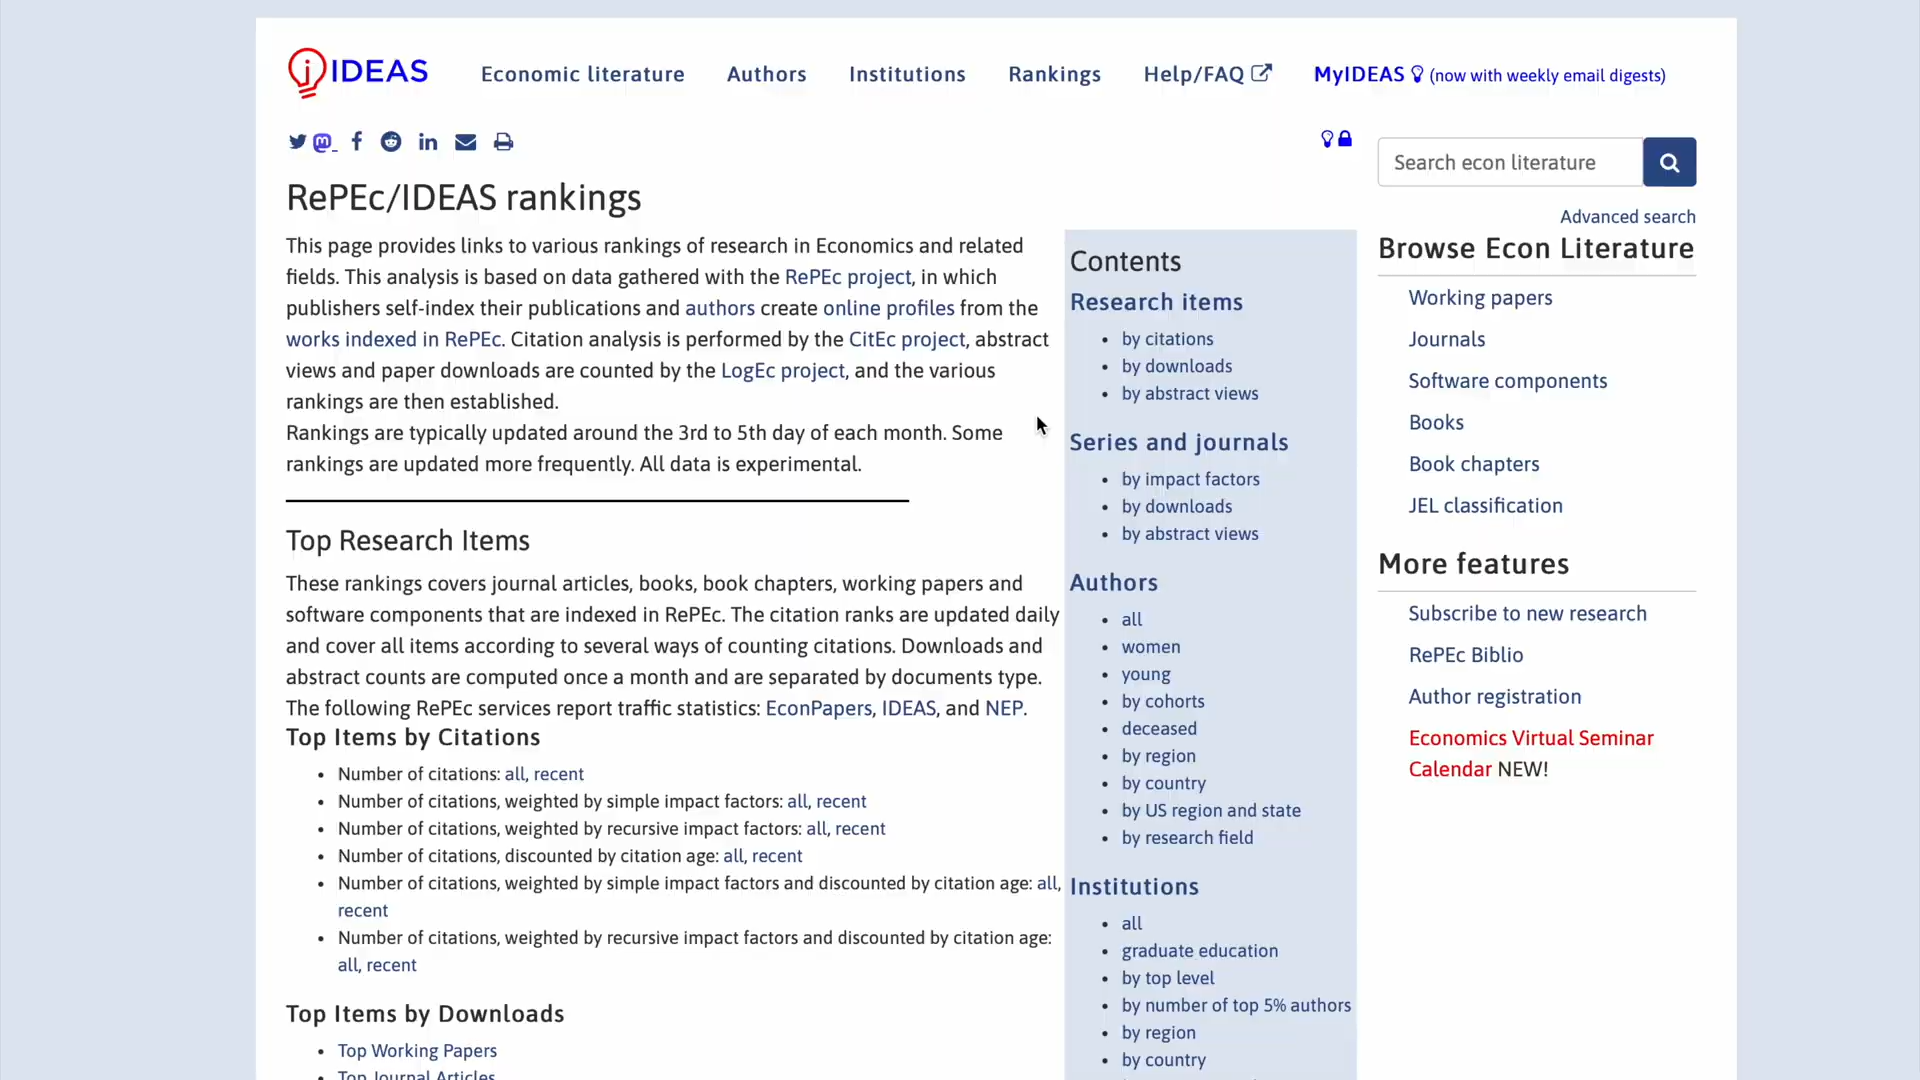 IDEAS
Economic literature Authors Institutions Rankings Help/FAQ MyIDEAS (now with weekly email digests)
Search econ literature
Advanced search
RePEc/IDEAS rankings
This page provides links to various rankings of research in Economics and related
fields. This analysis is based on data gathered with the RePEc project, in which
publishers self-index their publications and authors create online profiles from the
works indexed in RePEc. Citation analysis is performed by the CitEc project, abstract
views and paper downloads are counted by the LogEc project, and the various
rankings are then established.
Rankings are typically updated around the 3rd to 5th day of each month. Some
rankings are updated more frequently. All data is experimental.
Top Research Items
These rankings covers journal articles, books, book chapters, working papers and
software components that are indexed in RePEc. The citation ranks are updated daily
and cover all items according to several ways of counting citations. Downloads and
abstract counts are computed once a month and are separated by documents type.
The following RePEc services report traffic statistics: EconPapers, IDEAS, and NEP.
Top Items by Citations
• Number of citations: all, recent
• Number of citations, weighted by simple impact factors: all, recent
• Number of citations, weighted by recursive impact factors: all, recent
• Number of citations, discounted by citation age: all, recent
• Number of citations, weighted by simple impact factors and discounted by citation age: all,
recent
• Number of citations, weighted by recursive impact factors and discounted by citation age:
all, recent
Top Items by Downloads
• Top Working Papers
• Top Journal Articles
Contents
Research items
• by citations
• by downloads
• by abstract views
Series and journals
• by impact factors
• by downloads
• by abstract views
Authors
• all
• women
• young
• by cohorts
• deceased
• by region
• by country
• by US region and state
• by research field
Institutions
• all
• graduate education
• by top level
• by number of top 5% authors
• by region
• by country
Browse Econ Literature
Working papers
Journals
Software components
Books
Book chapters
JEL classification
More features
Subscribe to new research
RePEc Biblio
Author registration
Economics Virtual Seminar
Calendar NEW!